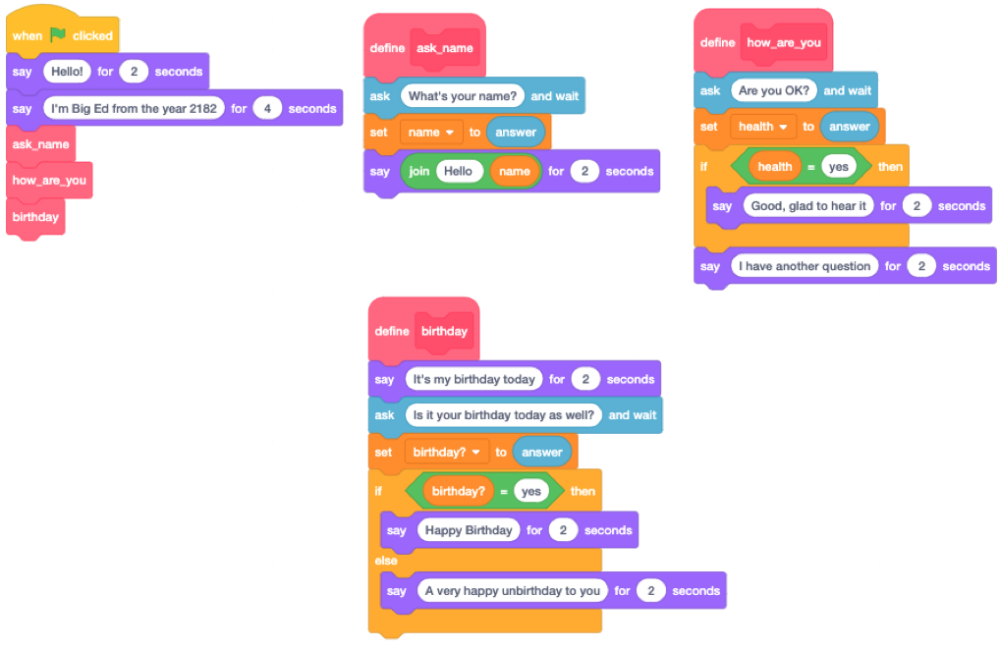 when clicked
say Hello! for 2 seconds
say I'm Big Ed from the year 2182 for 4 seconds
ask_name
how_are_you
birthday
define ask_name
ask What's your name? and wait
set name to answer
say join Hello name for 2 seconds
define how_are_you
ask Are you OK? and wait
set health to answer
if health = yes then
say Good, glad to hear it for 2 seconds
say I have another question for 2 seconds
define birthday
say It's my birthday today for 2 seconds
ask Is it your birthday today as well? and wait
set birthday? to answer
if birthday? = yes then
say Happy Birthday for 2 seconds
else
say A very happy unbirthday to you for 2 seconds